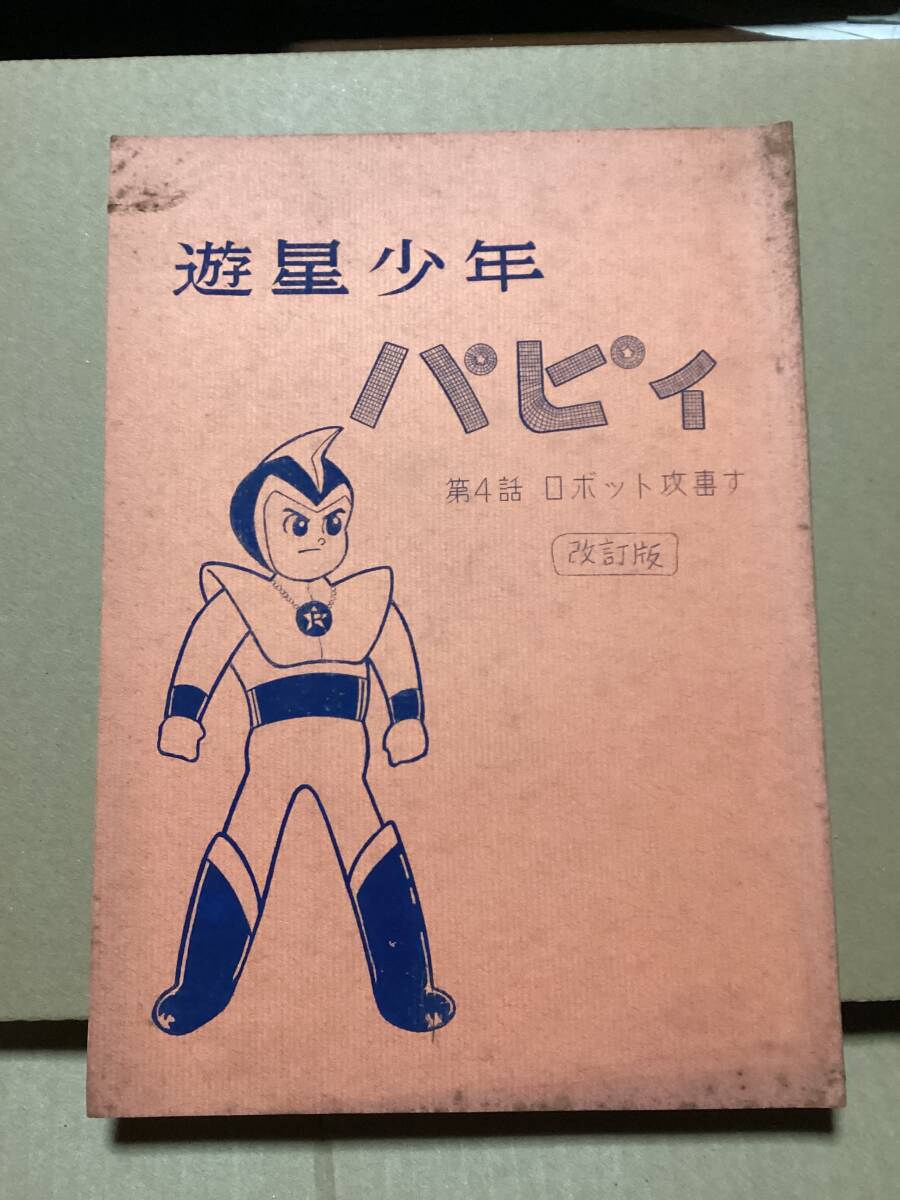 遊星少年
パピィ
第4話 ロボット攻撃す
改訂版